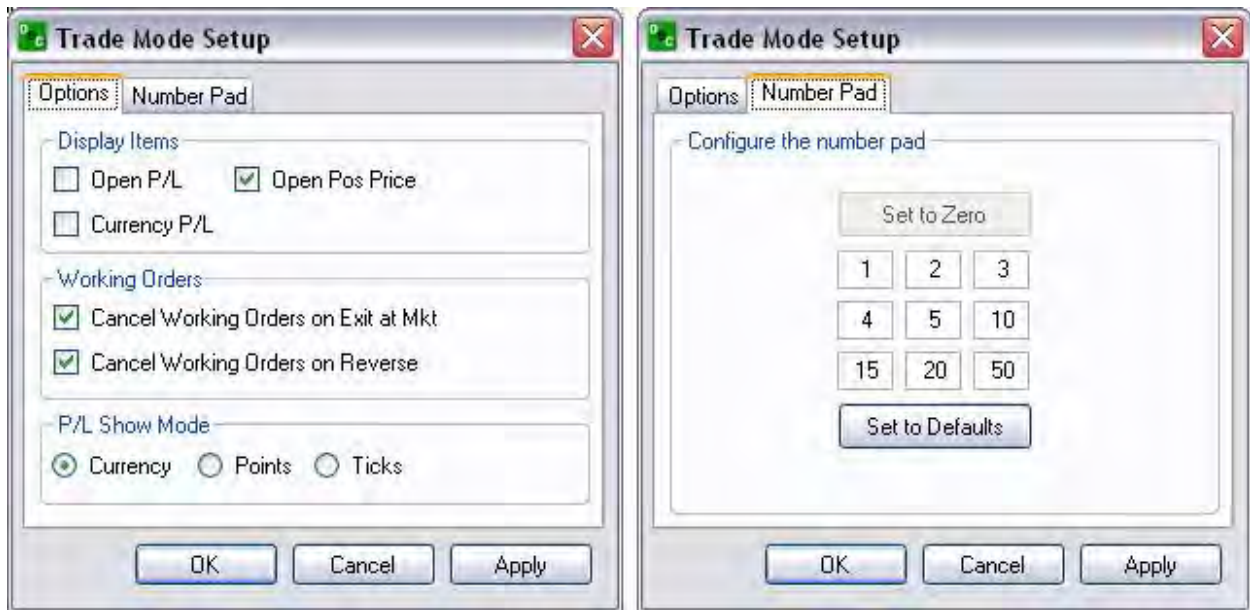 Trade Mode Setup
Options Number Pad
Display Items
Open P/L Open Pos Price
Currency P/L
Working Orders
Cancel Working Orders on Exit at Mkt
Cancel Working Orders on Reverse
P/L Show Mode
Currency Points Ticks
OK Cancel Apply
Trade Mode Setup
Options Number Pad
Configure the number pad
Set to Zero
1 2 3
4 5 10
15 20 50
Set to Defaults
OK Cancel Apply